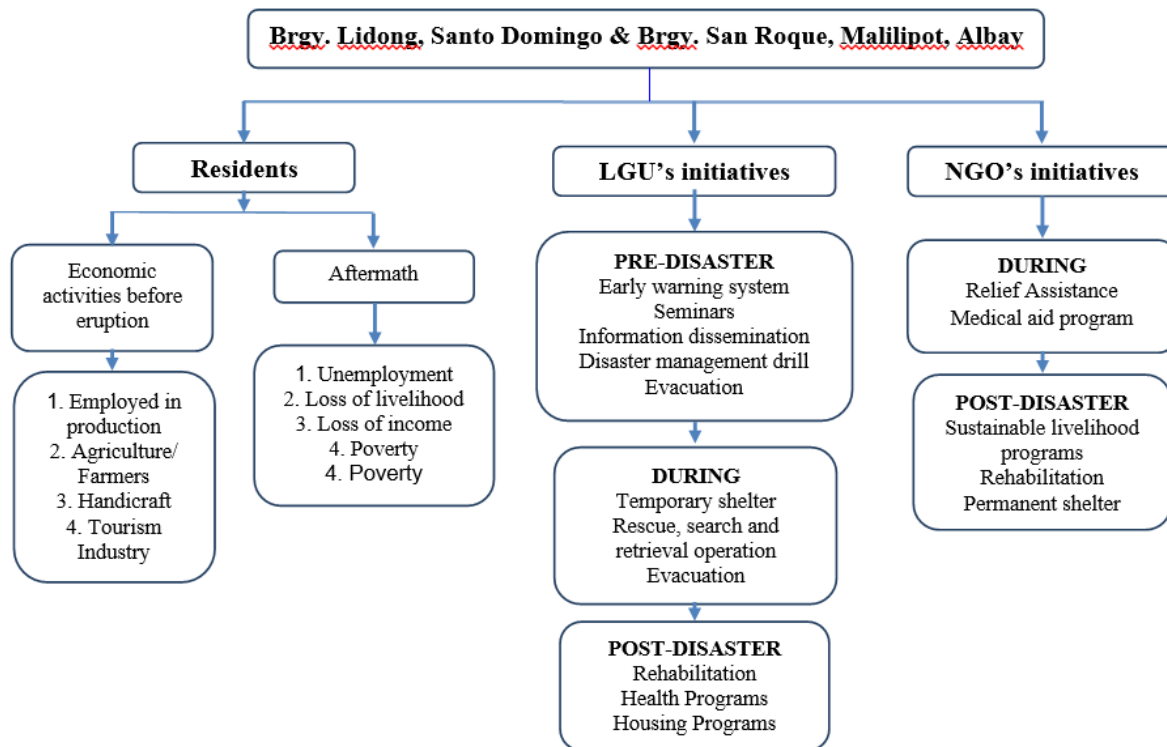 Brgy. Lidong, Santo Domingo & Brgy. San Roque, Malilipot, Albay
Residents
LGU's initiatives
NGO's initiatives
Economic
activities before
eruption
Aftermath
1. Employed in
production
2. Agriculture/
Farmers
3. Handicraft
4. Tourism
Industry
1. Unemployment
2. Loss of livelihood
3. Loss of income
4. Poverty
4. Poverty
PRE-DISASTER
Early warning system
Seminars
Information dissemination
Disaster management drill
Evacuation
DURING
Temporary shelter
Rescue, search and
retrieval operation
Evacuation
POST-DISASTER
Rehabilitation
Health Programs
Housing Programs
DURING
Relief Assistance
Medical aid program
POST-DISASTER
Sustainable livelihood
programs
Rehabilitation
Permanent shelter